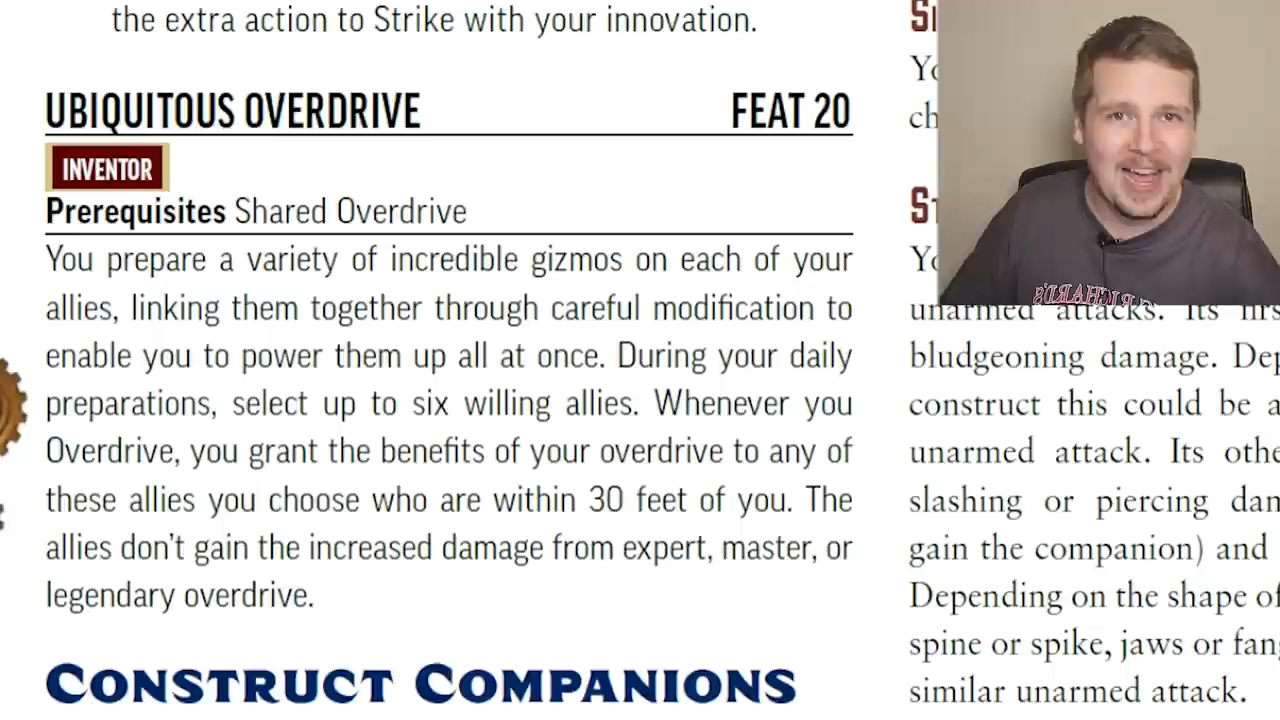 the extra action to Strike with your innovation.
UBIQUITOUS OVERDRIVE FEAT 20
INVENTOR
Prerequisites Shared Overdrive
You prepare a variety of incredible gizmos on each of your
allies, linking them together through careful modification to
enable you to power them up all at once. During your daily
preparations, select up to six willing allies. Whenever you
Overdrive, you grant the benefits of your overdrive to any of
these allies you choose who are within 30 feet of you. The
allies don't gain the increased damage from expert, master, or
legendary overdrive.
CONSTRUCT COMPANIONS
unarmed attacks. Its
bludgeoning damage.
construct this could be a
unarmed attack. Its
slashing or piercing
gain the companion) and
Depending on the shape of
spine or spike, jaws or
similar unarmed attack.